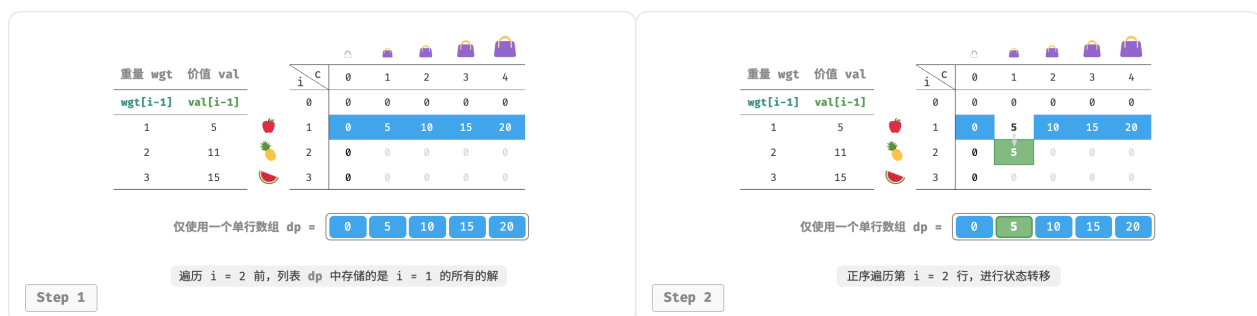 重量 wgt 价值 val
wgt[i-1] val[i-1]
1 5
2 11
3 15
i c 0 1 2 3 4
0 0 0 0 0 0
1 0 5 10 15 20
2 0 0 0 0 0
3 0 0 0 0 0
仅使用一个单行数组 dp = 0 5 10 15 20
遍历 i = 2 前，列表 dp 中存储的是 i = 1 的所有的解
Step 1
重量 wgt 价值 val
wgt[i-1] val[i-1]
1 5
2 11
3 15
i c 0 1 2 3 4
0 0 0 0 0 0
1 0 5 10 15 20
2 0 5 0 0 0
3 0 0 0 0 0
仅使用一个单行数组 dp = 0 5 10 15 20
正序遍历第 i = 2 行，进行状态转移
Step 2